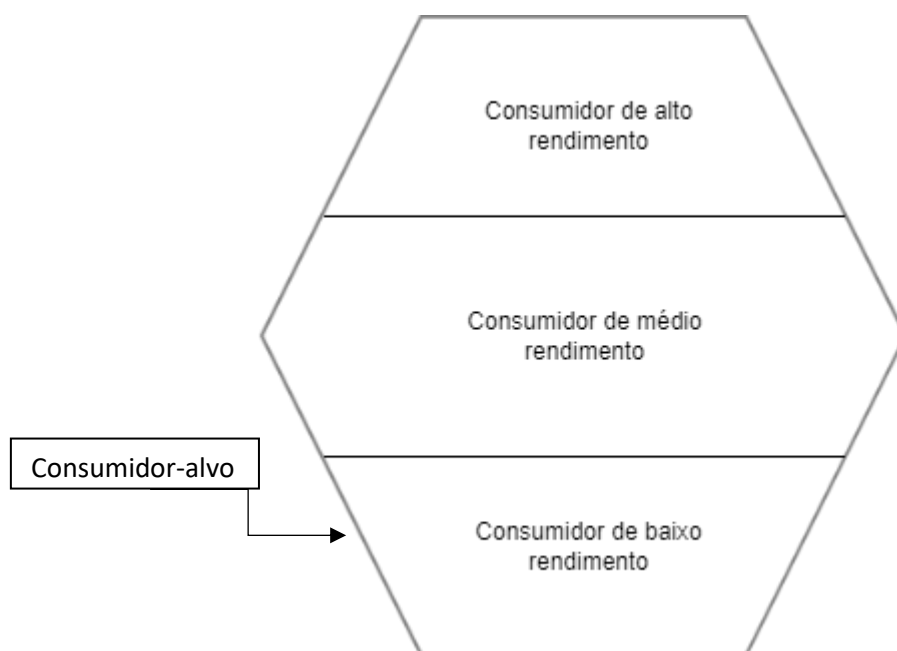 Consumidor de alto
rendimento
Consumidor de médio
rendimento
Consumidor-alvo
Consumidor de baixo
rendimento